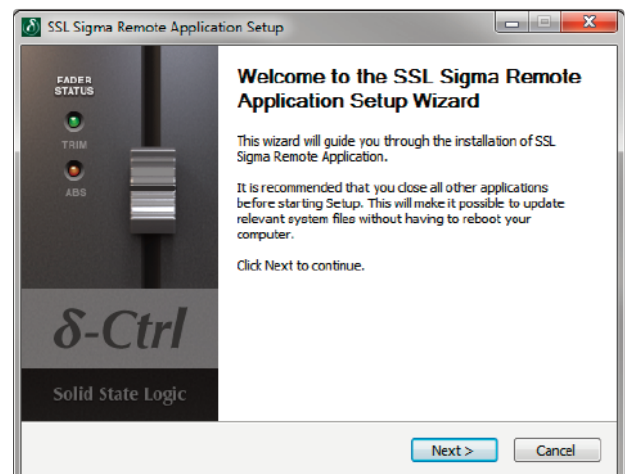 SSL Sigma Remote Application Setup
FADER
STATUS
TRIM
ABS
δ-Ctrl
Solid State Logic
Welcome to the SSL Sigma Remote
Application Setup Wizard
This wizard will guide you through the installation of SSL
Sigma Remote Application.
It is recommended that you close all other applications
before starting Setup. This will make it possible to update
relevant system files without having to reboot your
computer.
Click Next to continue.
Next >
Cancel